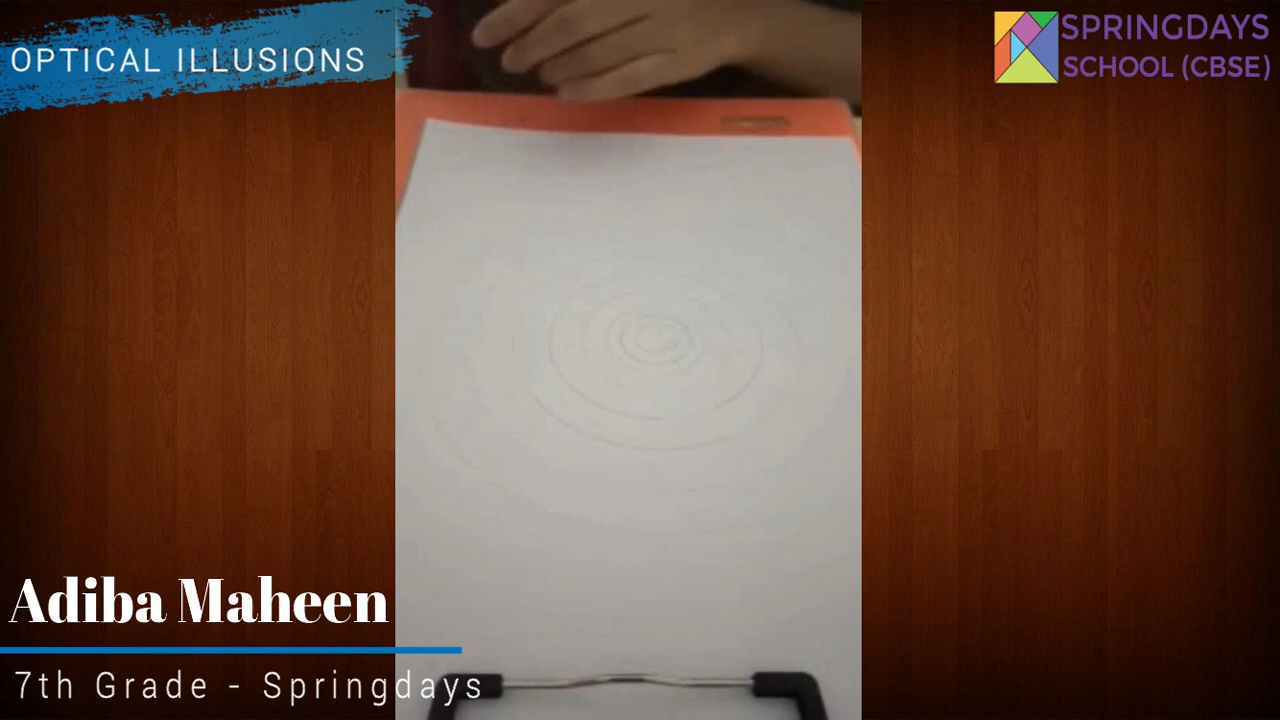 OPTICAL ILLUSIONS
SPRINGDAYS
SCHOOL (CBSE)
Adiba Maheen
7th Grade - Springdays